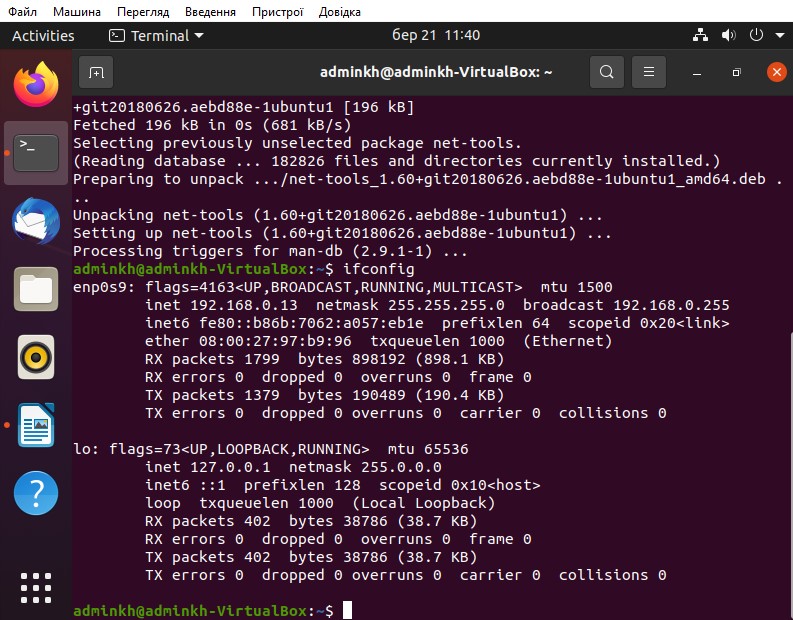 Файл Машина Перегляд Введення Пристрої Довідка
Activities Terminal бер 21 11:40
adminkh@adminkh-VirtualBox: ~
+git20180626.aebd88e-1ubuntu1 [196 kB]
Fetched 196 kB in 0s (681 kB/s)
Selecting previously unselected package net-tools.
(Reading database ... 182826 files and directories currently installed.)
Preparing to unpack .../net-tools_1.60+git20180626.aebd88e-1ubuntu1_amd64.deb .
..
Unpacking net-tools (1.60+git20180626.aebd88e-1ubuntu1) ...
Setting up net-tools (1.60+git20180626.aebd88e-1ubuntu1) ...
Processing triggers for man-db (2.9.1-1) ...
adminkh@adminkh-VirtualBox:~$ ifconfig
enp0s9: flags=4163<UP,BROADCAST,RUNNING,MULTICAST>  mtu 1500
        inet 192.168.0.13  netmask 255.255.255.0  broadcast 192.168.0.255
        inet6 fe80::b86b:7062:a057:eb1e  prefixlen 64  scopeid 0x20<link>
        ether 08:00:27:97:b9:96  txqueuelen 1000  (Ethernet)
        RX packets 1799  bytes 898192 (898.1 KB)
        RX errors 0  dropped 0  overruns 0  frame 0
        TX packets 1379  bytes 190489 (190.4 KB)
        TX errors 0  dropped 0 overruns 0  carrier 0  collisions 0
lo: flags=73<UP,LOOPBACK,RUNNING>  mtu 65536
        inet 127.0.0.1  netmask 255.0.0.0
        inet6 ::1  prefixlen 128  scopeid 0x10<host>
        loop  txqueuelen 1000  (Local Loopback)
        RX packets 402  bytes 38786 (38.7 KB)
        RX errors 0  dropped 0  overruns 0  frame 0
        TX packets 402  bytes 38786 (38.7 KB)
        TX errors 0  dropped 0 overruns 0  carrier 0  collisions 0
adminkh@adminkh-VirtualBox:~$